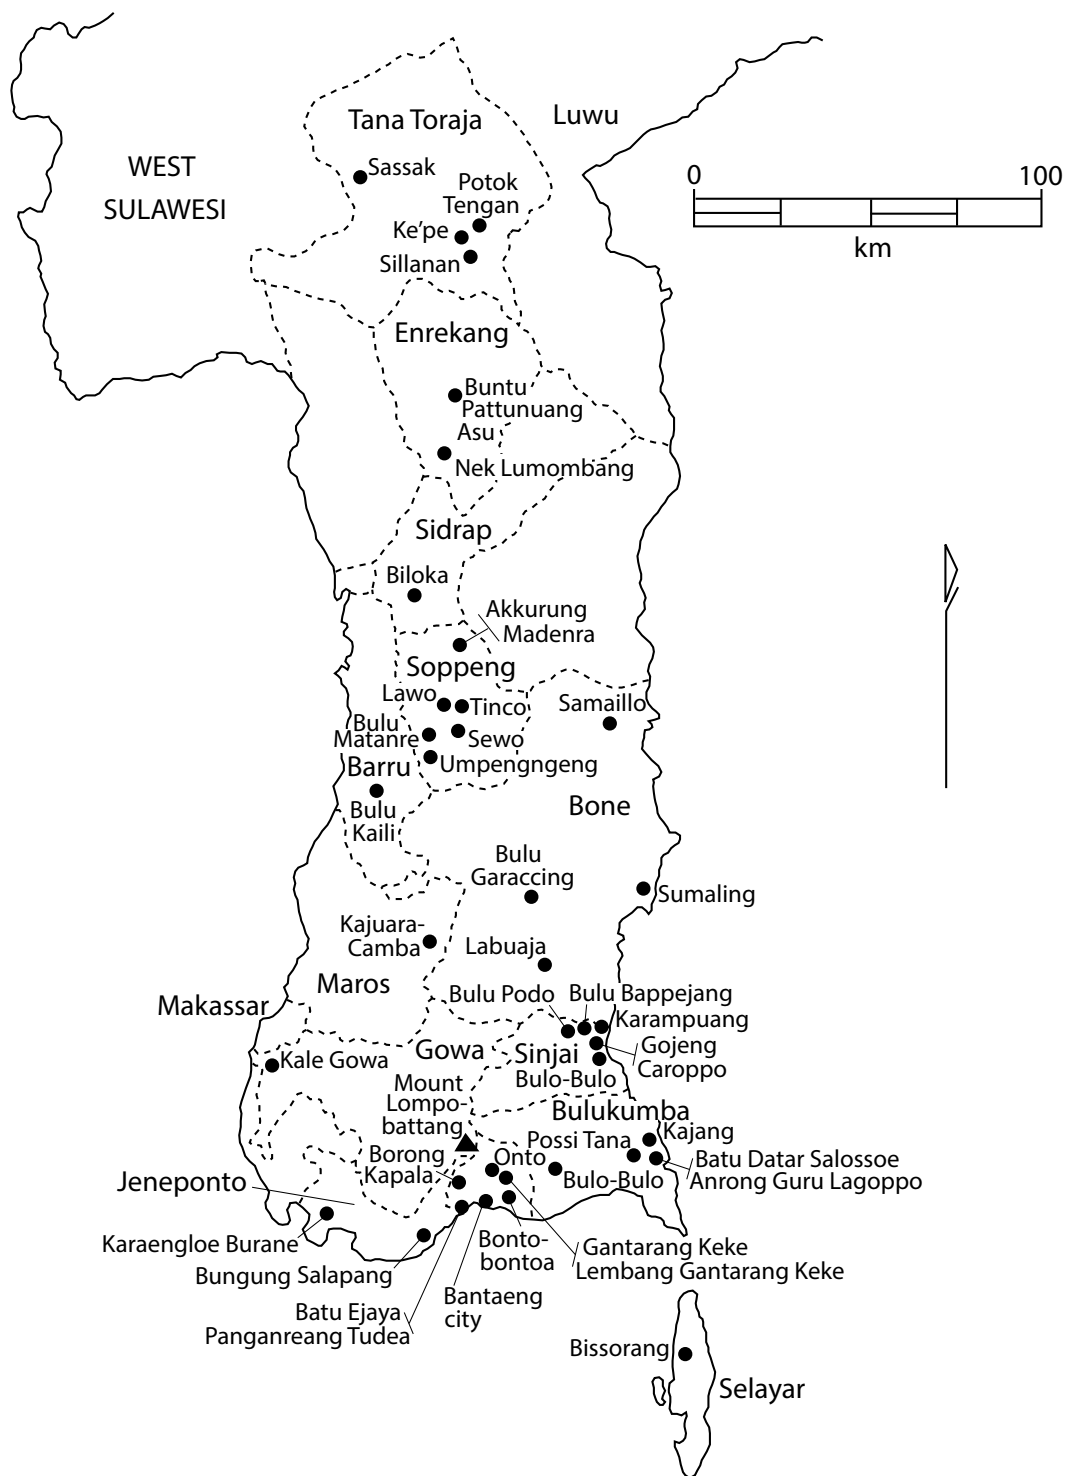 Tana Toraja
Luwu
WEST
SULAWESI
Sassak
Potok
Tengan
Ke’pe
Sillanan
0
100
km
Enrekang
Buntu
Pattunuang
Asu
Nek Lumombang
Sidrap
Biloka
Akkurung
Madenra
Soppeng
Lawo
Tinco
Samaillo
Bulu
Matanre
Sewo
Umpengngeng
Barru
Bulu
Kaili
Bone
Bulu
Garaccing
Sumaling
Kajuara-
Camba
Labuaja
Maros
Makassar
Bulu Podo
Bulu Bappejang
Karampuang
Gojeng
Caroppo
Gowa
Sinjai
Bulo-Bulo
Kale Gowa
Mount
Lompo-
battang
Bulukumba
Kajang
Possi Tana
Batu Datar Salossoe
Anrong Guru Lagoppo
Borong
Kapala
Onto
Bulo-Bulo
Jeneponto
Karaengloe Burane
Bungung Salapang
Bonto-
bontoa
Gantarang Keke
Lembang Gantarang Keke
Batu Ejaya
Panganreang Tudea
Bantaeng
city
Bissorang
Selayar